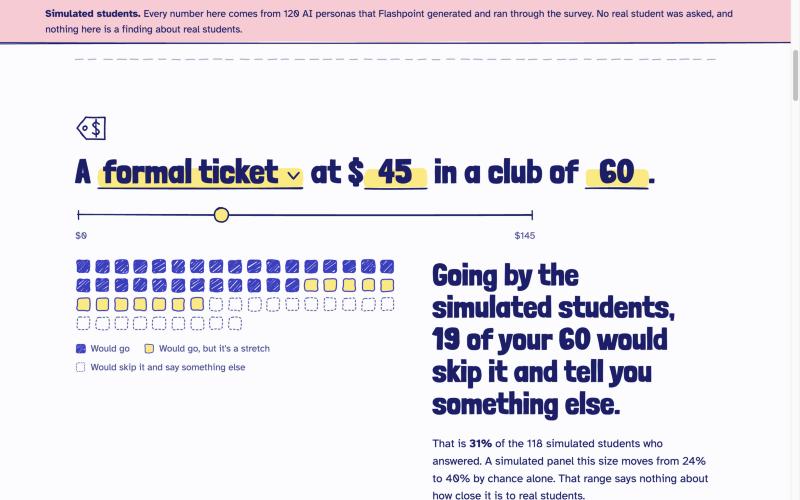 Simulated students. Every number here comes from 120 AI personas that Flashpoint generated and ran through the survey. No real student was asked, and
nothing here is a finding about real students.
$
A formal ticket at $ 45 in a club of 60 .
$0 $145
Going by the
simulated students,
19 of your 60 would
skip it and tell you
something else.
Would go Would go, but it's a stretch
Would skip it and say something else
That is 31% of the 118 simulated students who
answered. A simulated panel this size moves from 24%
to 40% by chance alone. That range says nothing about
how close it is to real students.